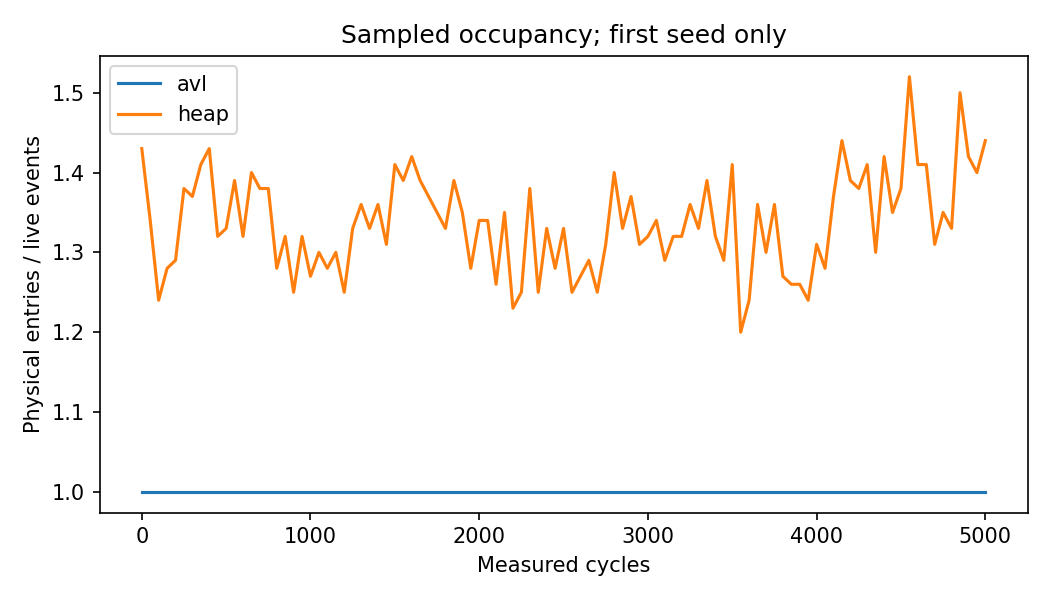 Sampled occupancy; first seed only
avl
heap
Physical entries / live events
1.5
1.4
1.3
1.2
1.1
1.0
0 1000 2000 3000 4000 5000
Measured cycles